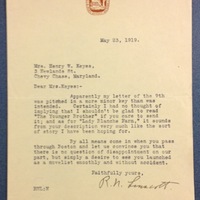 May 23, 1919.
Mrs. Henry W. Keyes,
3 Newlands St.
Chevy Chase, Maryland.
Dear Mrs. Keyes:-
Apparently my letter of the 9th
was pitched in a more minor key than was
intended. Certainly I had no thought of
implying that I shouldn't be glad to read
"The Younger Brother" if you care to send
it; and as for "Lady Blanche Farm," it
sounds from your description very much like the sort
of story I have been hoping for.
By all means come in when you pass
through Boston and let us convince you that
there is no question of disappointment on our
part, but simply a desire to see you launched
as a novelist smoothly and without accident.
Faithfully yours,